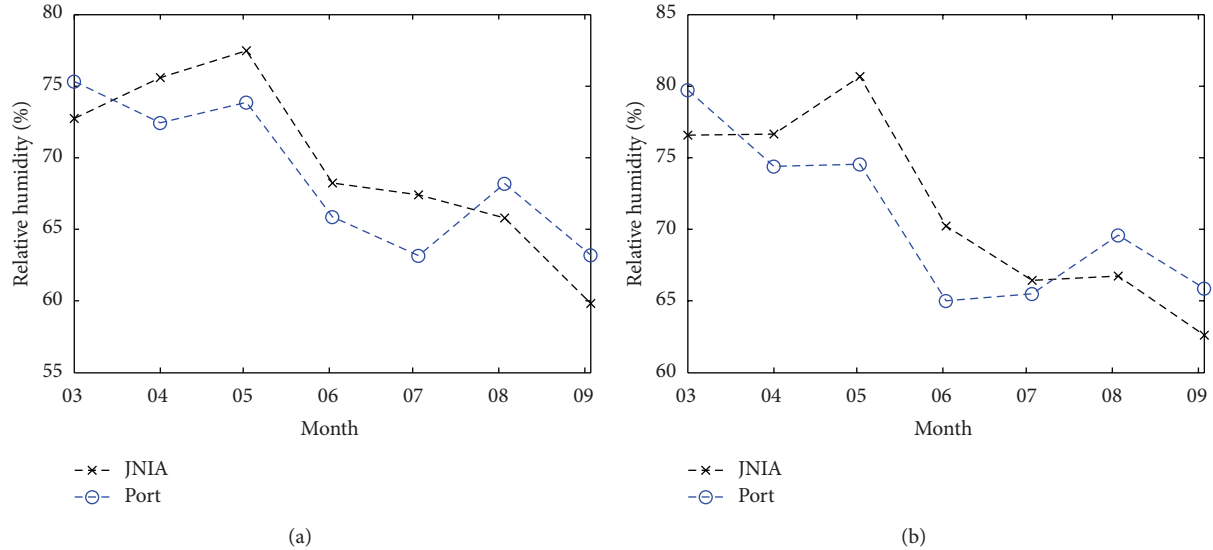 80
75
70
65
60
55
Relative humidity (%)
03 04 05 06 07 08 09
Month
JNIA
Port
(a)
85
80
75
70
65
60
Relative humidity (%)
03 04 05 06 07 08 09
Month
JNIA
Port
(b)